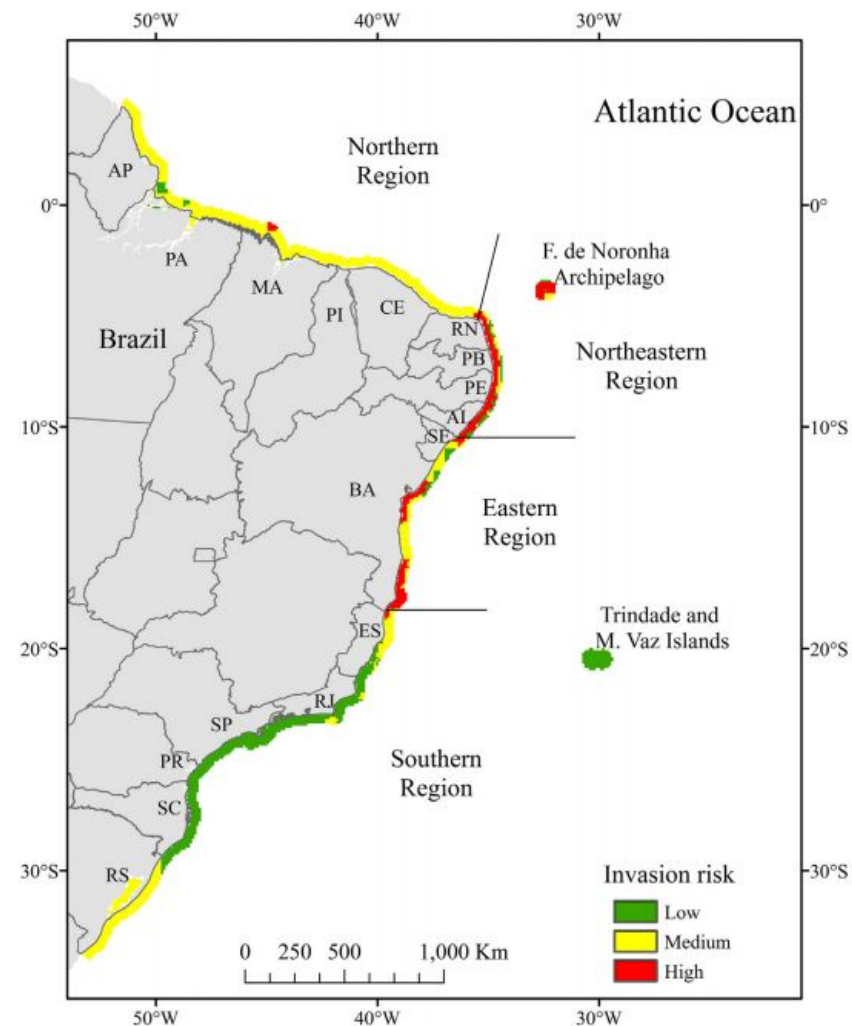 50°W
40°W
30°W
Atlantic Ocean
Northern
Region
AP
0°
0°
F. de Noronha
Archipelago
PA
MA
CE
PI
RN
Brazil
PB
Northeastern
Region
PE
AI
10°S
SE
10°S
BA
Eastern
Region
Trindade and
M. Vaz Islands
ES
20°S
20°S
RJ
SP
PR
Southern
Region
SC
30°S
RS
30°S
Invasion risk
Low
Medium
High
0 250 500 1,000 Km
50°W
40°W
30°W